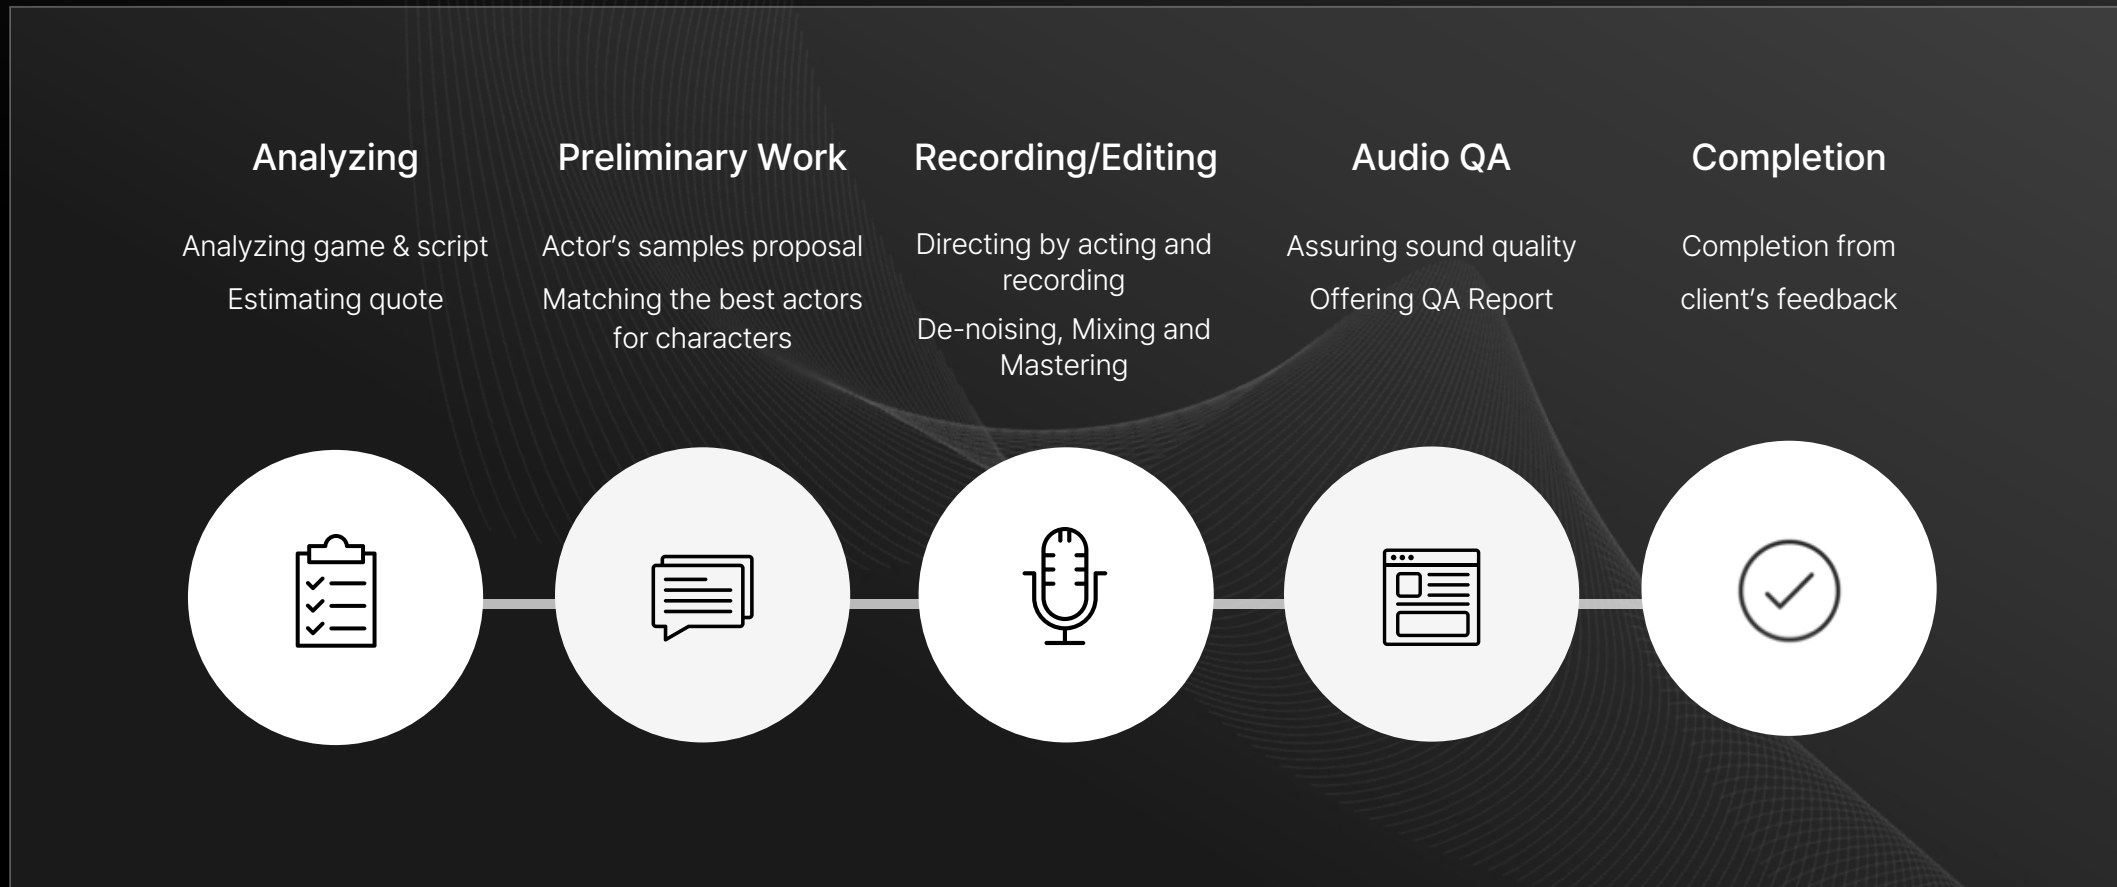 Analyzing
Analyzing game & script
Estimating quote
Preliminary Work
Actor’s samples proposal
Matching the best actors
for characters
Recording/Editing
Directing by acting and
recording
De-noising, Mixing and
Mastering
Audio QA
Assuring sound quality
Offering QA Report
Completion
Completion from
client’s feedback